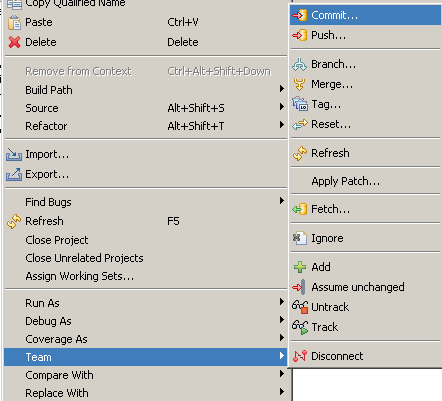 Copy Qualified Name
Paste Ctrl+V
Delete Delete
Remove from Context Ctrl+Alt+Shift+Down
Build Path
Source Alt+Shift+S
Refactor Alt+Shift+T
Import...
Export...
Find Bugs
Refresh F5
Close Project
Close Unrelated Projects
Assign Working Sets...
Run As
Debug As
Coverage As
Team
Compare With
Replace With
Commit...
Push...
Branch...
Merge...
Tag...
Reset...
Refresh
Apply Patch...
Fetch...
Ignore
Add
Assume unchanged
Untrack
Track
Disconnect